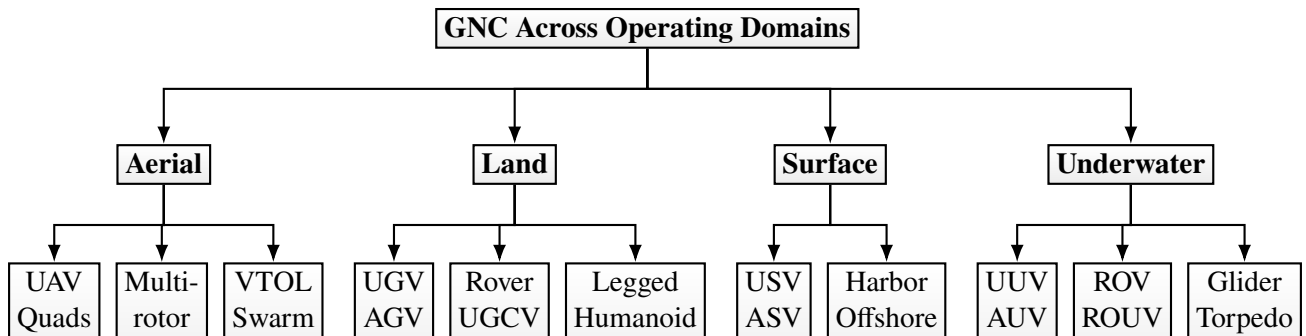 GNC Across Operating Domains
Aerial
Land
Surface
Underwater
UAV
Quads
Multi-
rotor
VTOL
Swarm
UGV
AGV
Rover
UGCV
Legged
Humanoid
USV
ASV
Harbor
Offshore
UUV
AUV
ROV
ROUV
Glider
Torpedo